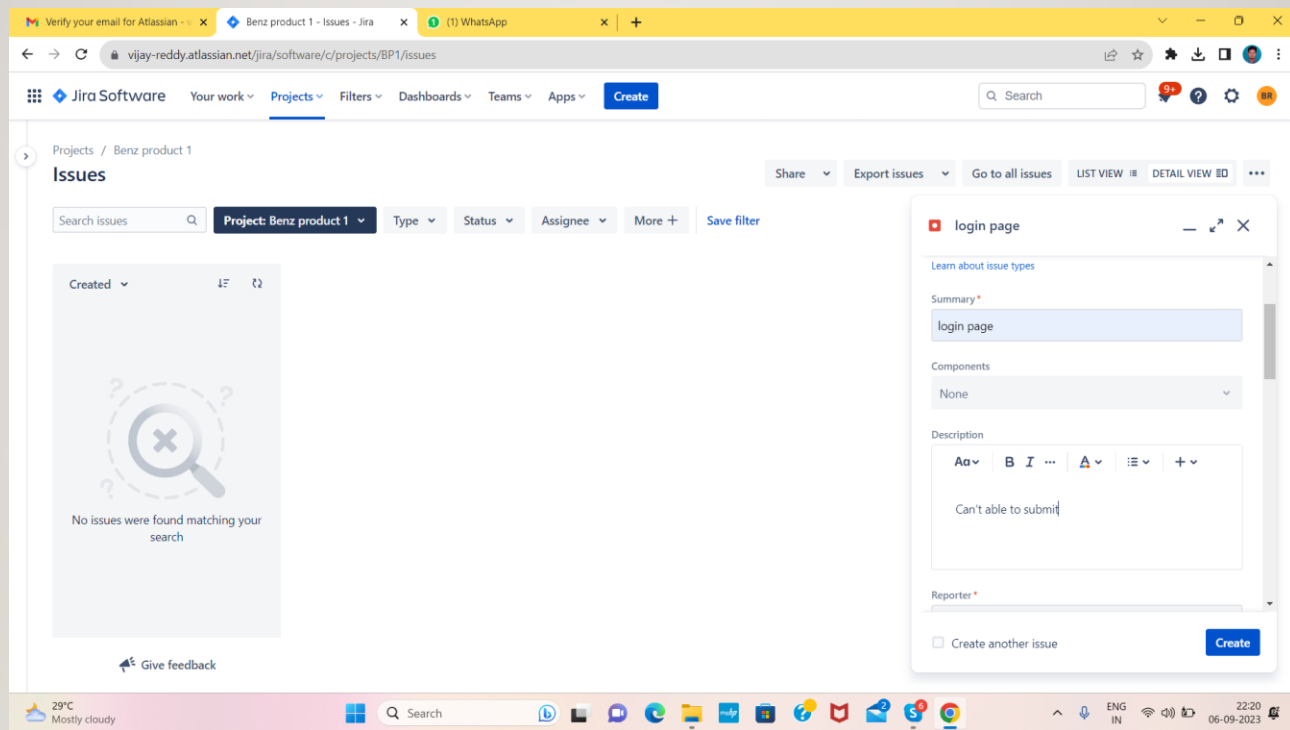 Verify your email for Atlassian - v
Benz product 1 - Issues - Jira
(1) WhatsApp
vijay-reddy.atlassian.net/jira/software/c/projects/BP1/issues
Jira Software Your work Projects Filters Dashboards Teams Apps Create Search 9+ BR
Projects / Benz product 1
Issues
Share Export issues Go to all issues LIST VIEW DETAIL VIEW
Search issues Project: Benz product 1 Type Status Assignee More + Save filter
Created
No issues were found matching your
search
Give feedback
login page
Learn about issue types
Summary*
login page
Components
None
Description
Aa B I ... A
Can't able to submit
Reporter*
Create another issue Create
29°C
Mostly cloudy
Search
2
6
ENG
IN
22:20
06-09-2023